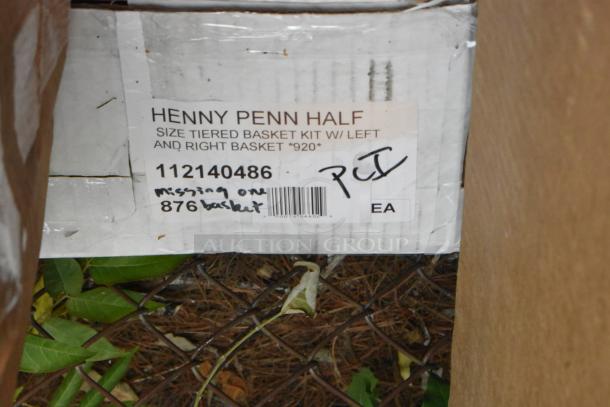 HENNY PENN HALF
SIZE TIERED BASKET KIT W/ LEFT
AND RIGHT BASKET *920*
112140486
PCI
missing one
876 basket EA
AUCTION GROUP